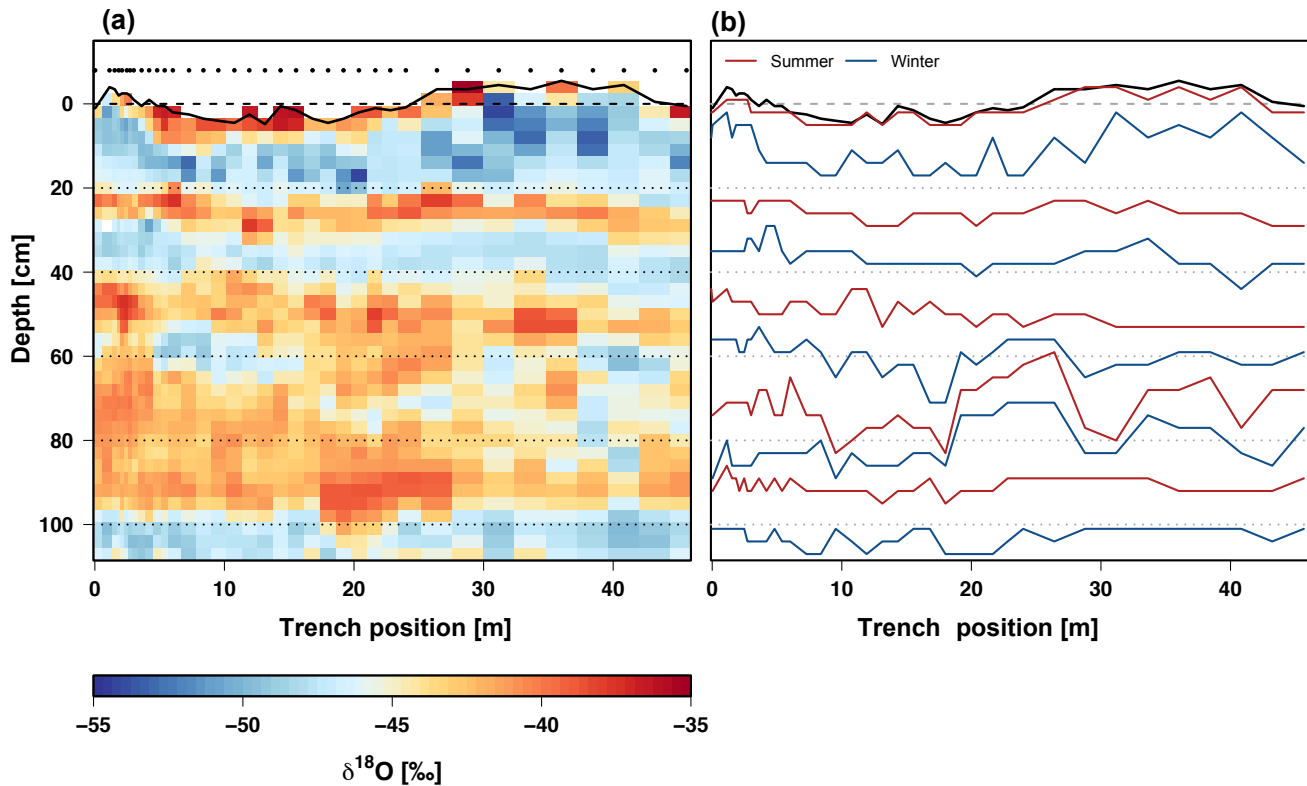 (a)
(b)
Summer
Winter
0
20
40
60
80
100
Depth [cm]
0
10
20
30
40
0
10
20
30
40
Trench position [m]
Trench position [m]
−55
−50
−45
−40
−35
δ18O [‰]